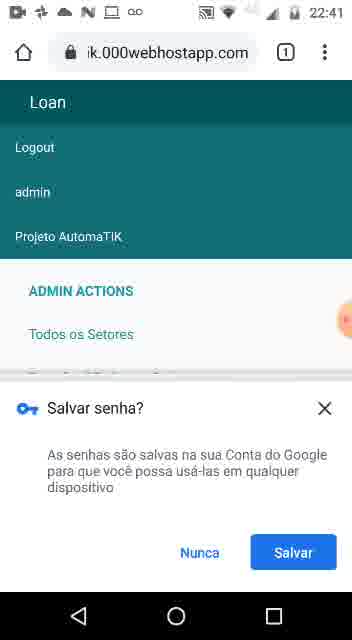 22:41
ik.000webhostapp.com
1
Loan
Logout
admin
Projeto AutomaTIK
ADMIN ACTIONS
Todos os Setores
Salvar senha?
As senhas são salvas na sua Conta do Google
para que você possa usá-las em qualquer
dispositivo
Nunca
Salvar